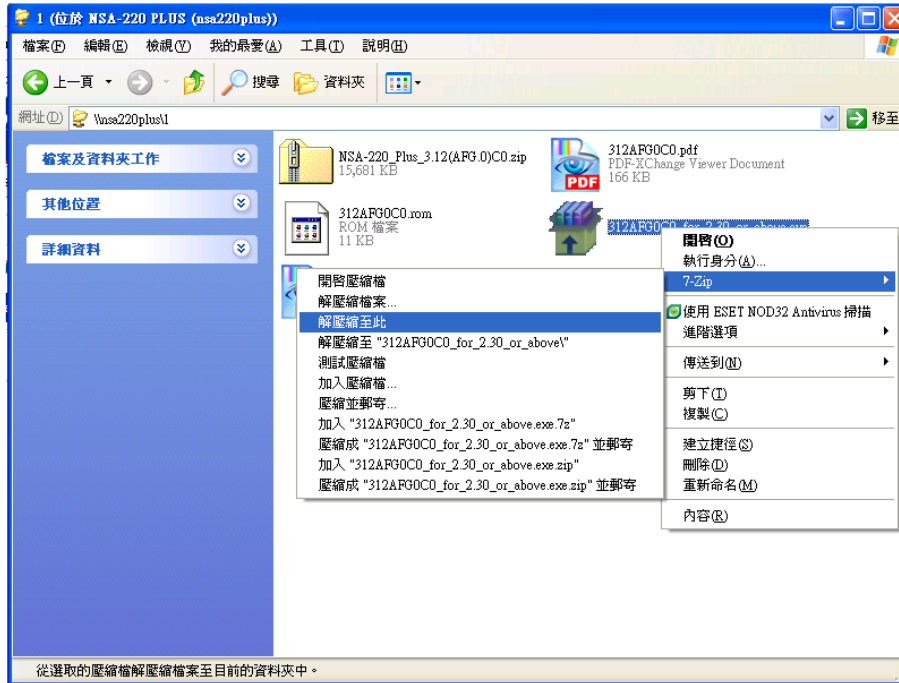 1 (位於 NSA-220 PLUS (nsa220plus))
檔案(F) 編輯(E) 檢視(V) 我的最愛(A) 工具(T) 說明(H)
上一頁 搜尋 資料夾
網址(D) \\nsa220plus\1 移至
檔案及資料夾工作
其他位置
詳細資料
NSA-220_Plus_3.12(AFG.0)C0.zip
15,681 KB
312AFG0C0.pdf
PDF-XChange Viewer Document
166 KB
PDF
312AFG0C0.rom
ROM 檔案
11 KB
312AFG0C0_for_2.30_or_above.exe
開啓(O)
執行身分(A)...
7-Zip
使用 ESET NOD32 Antivirus 掃描
進階選項
傳送到(N)
剪下(T)
複製(C)
建立捷徑(S)
刪除(D)
重新命名(M)
內容(R)
開啓壓縮檔
解壓縮檔案...
解壓縮至此
解壓縮至 "312AFG0C0_for_2.30_or_above\"
測試壓縮檔
加入壓縮檔...
壓縮並郵寄...
加入 "312AFG0C0_for_2.30_or_above.exe.7z"
壓縮成 "312AFG0C0_for_2.30_or_above.exe.7z" 並郵寄
加入 "312AFG0C0_for_2.30_or_above.exe.zip"
壓縮成 "312AFG0C0_for_2.30_or_above.exe.zip" 並郵寄
從選取的壓縮檔解壓縮檔案至目前的資料夾中。